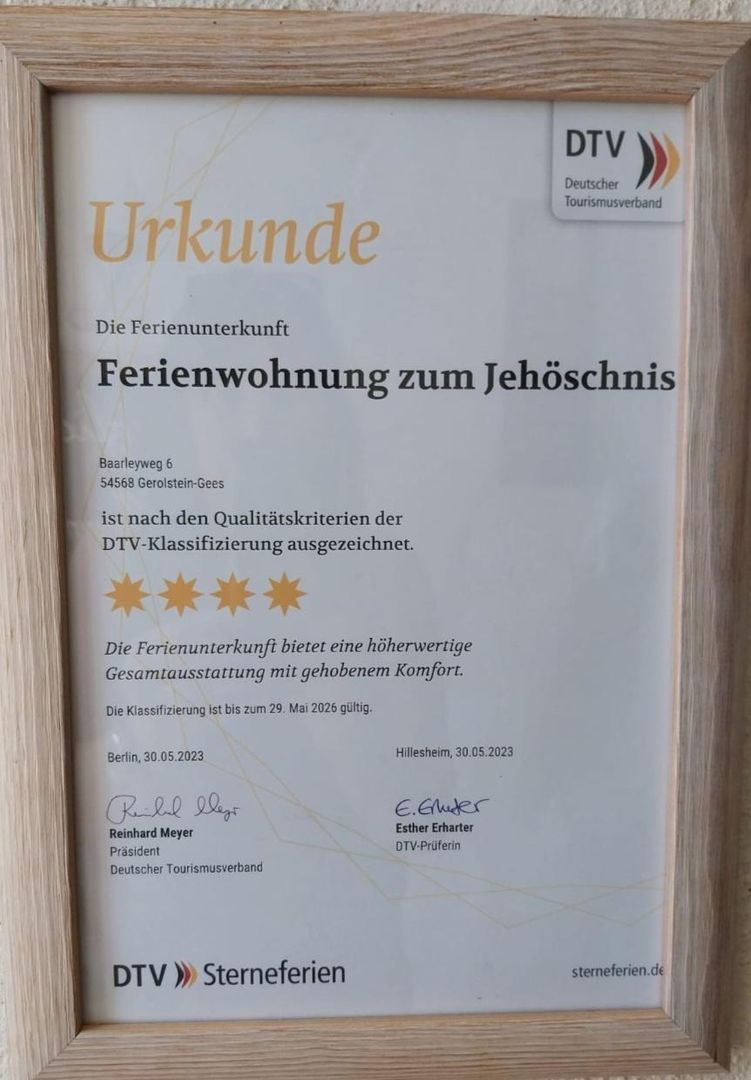 DTV
Deutscher
Tourismusverband
Urkunde
Die Ferienunterkunft
Ferienwohnung zum Jehöschnis
Baarleyweg 6
54568 Gerolstein-Gees
ist nach den Qualitätskriterien der
DTV-Klassifizierung ausgezeichnet.
Die Ferienunterkunft bietet eine höherwertige
Gesamtausstattung mit gehobenem Komfort.
Die Klassifizierung ist bis zum 29. Mai 2026 gültig.
Berlin, 30.05.2023
Reinhard Meyer
Reinhard Meyer
Präsident
Deutscher Tourismusverband
Hillesheim, 30.05.2023
E. Erharter
Esther Erharter
DTV-Prüferin
DTV Sterneferien
sterneferien.de